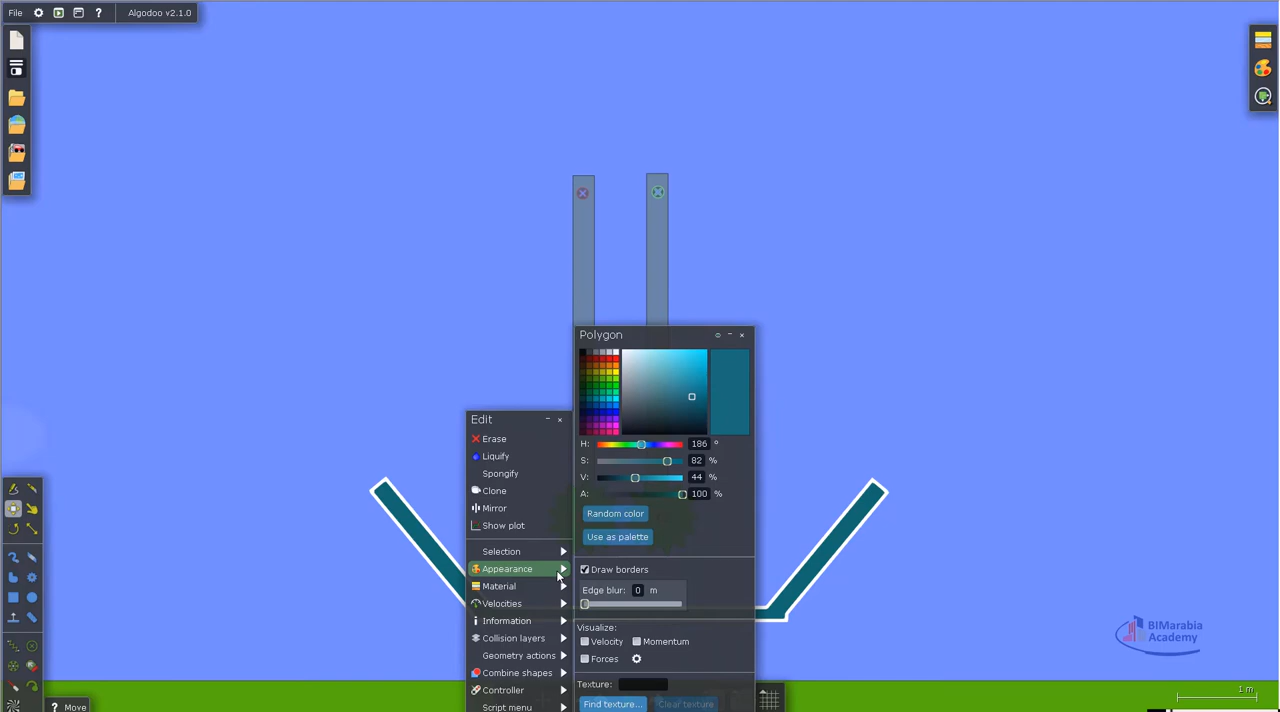 File
?
Algodoo v2.1.0
Polygon
Edit
Erase
Liquify
Spongify
Clone
Mirror
Show plot
Selection
Appearance
Material
Velocities
Information
Collision layers
Geometry actions
Combine shapes
Controller
Script menu
H: 186 °
S: 82 %
V: 44 %
A: 100 %
Random color
Use as palette
Draw borders
Edge blur: 0 m
Visualize:
Velocity
Momentum
Forces
Texture:
Find texture...
Clear texture
BIMarabia
Academy
1 m
? Move